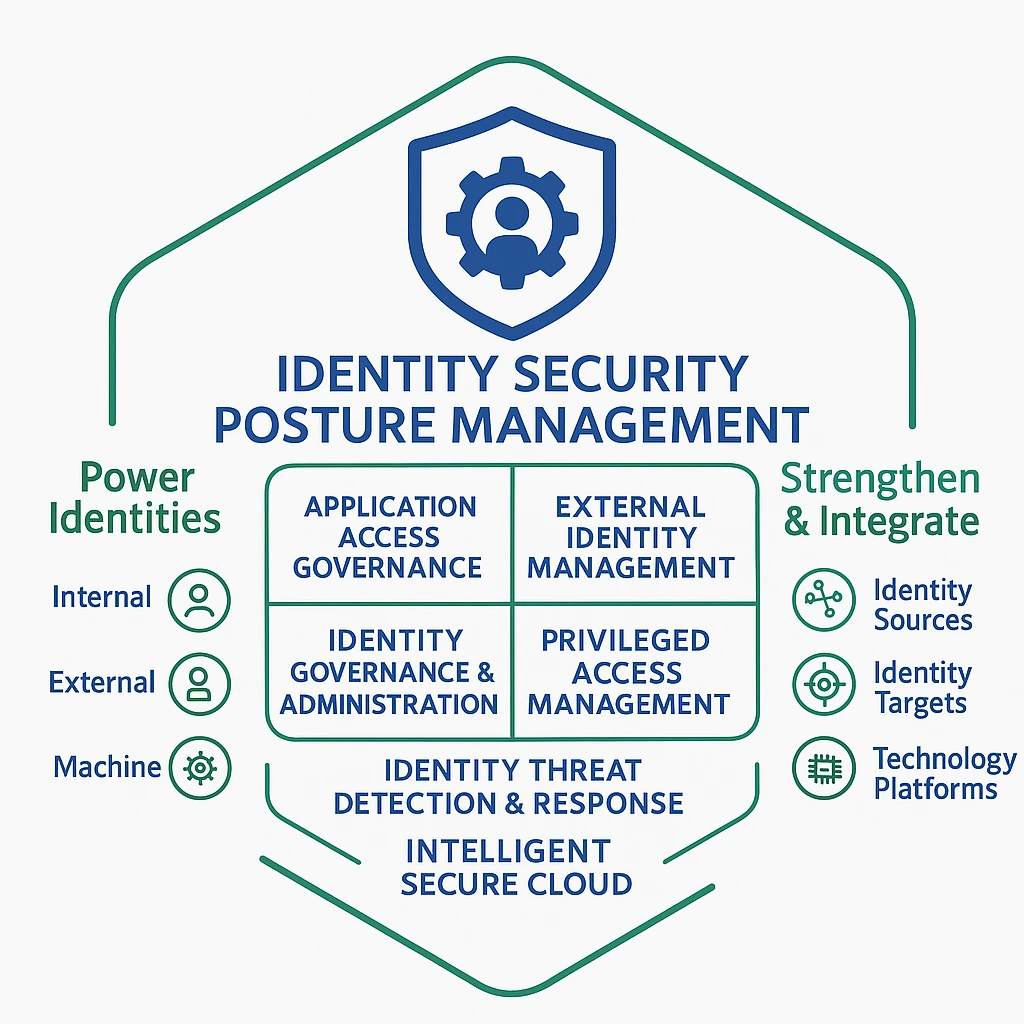 IDENTITY SECURITY
POSTURE MANAGEMENT
Power
Identities
Internal
External
Machine
APPLICATION
ACCESS
GOVERNANCE
EXTERNAL
IDENTITY
MANAGEMENT
IDENTITY
GOVERNANCE &
ADMINISTRATION
PRIVILEGED
ACCESS
MANAGEMENT
IDENTITY THREAT
DETECTION & RESPONSE
INTELLIGENT
SECURE CLOUD
Strengthen
& Integrate
Identity
Sources
Identity
Targets
Technology
Platforms